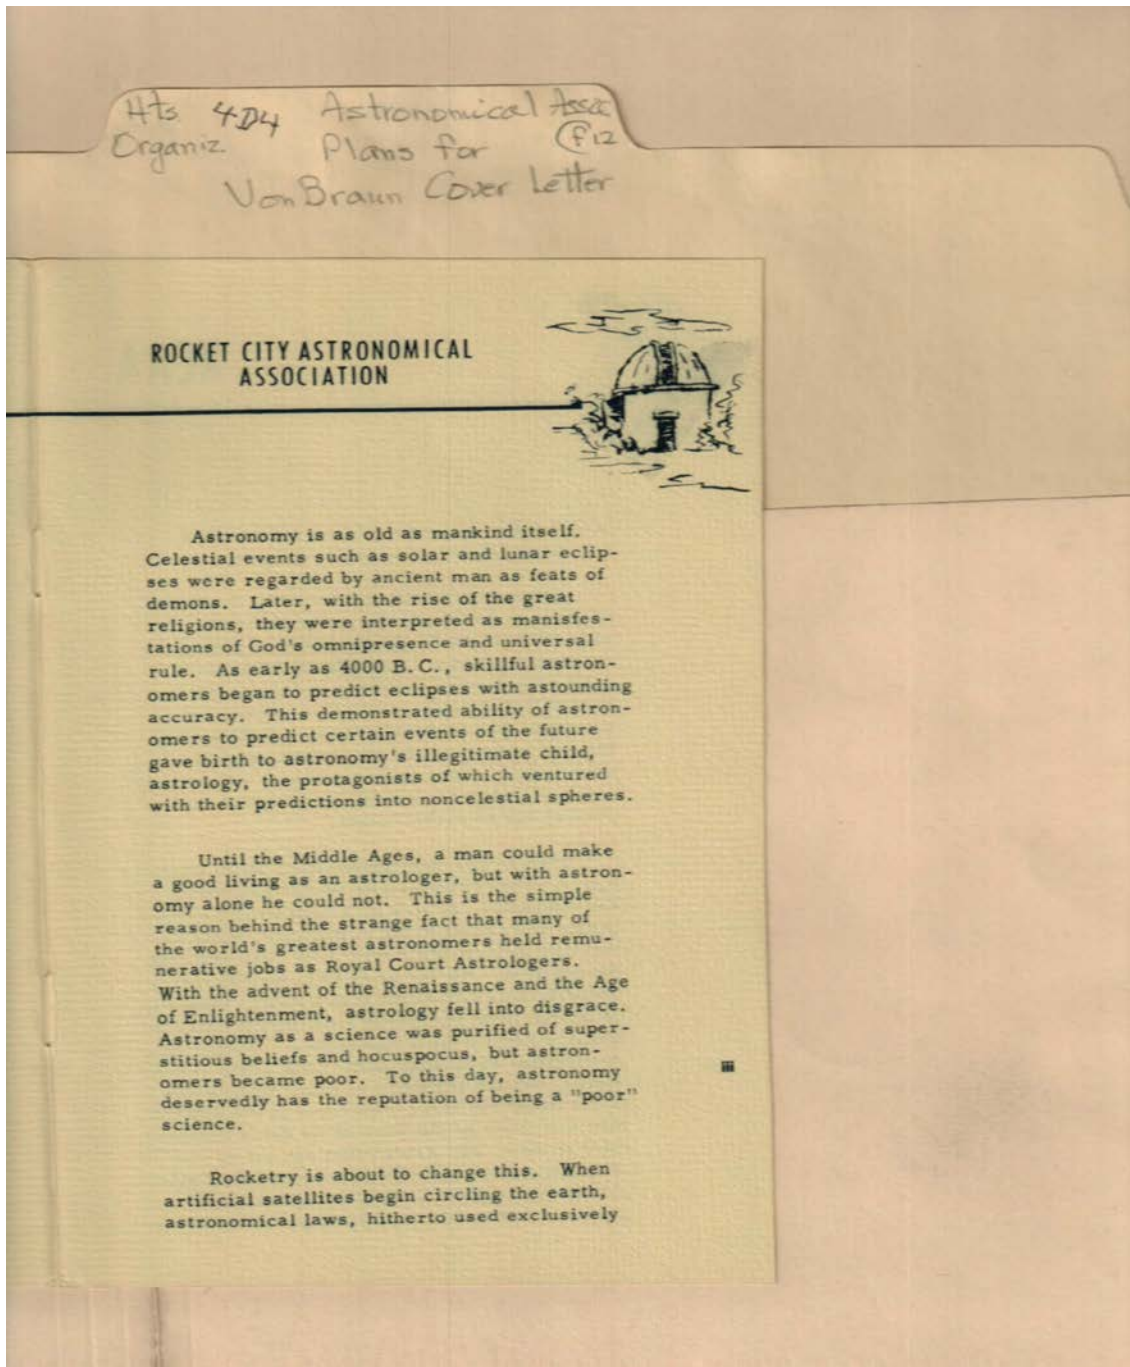 Hts 4D4 Astronomical Assoc
Organiz. Plans for f12
Von Braun Cover Letter
ROCKET CITY ASTRONOMICAL
ASSOCIATION
Astronomy is as old as mankind itself.
Celestial events such as solar and lunar eclip-
ses were regarded by ancient man as feats of
demons. Later, with the rise of the great
religions, they were interpreted as manisfes-
tations of God's omnipresence and universal
rule. As early as 4000 B.C., skillful astron-
omers began to predict eclipses with astounding
accuracy. This demonstrated ability of astron-
omers to predict certain events of the future
gave birth to astronomy's illegitimate child,
astrology, the protagonists of which ventured
with their predictions into noncelestial spheres.
Until the Middle Ages, a man could make
a good living as an astrologer, but with astron-
omy alone he could not. This is the simple
reason behind the strange fact that many of
the world's greatest astronomers held remu-
nerative jobs as Royal Court Astrologers.
With the advent of the Renaissance and the Age
of Enlightenment, astrology fell into disgrace.
Astronomy as a science was purified of super-
stitious beliefs and hocuspocus, but astron-
omers became poor. To this day, astronomy
deservedly has the reputation of being a "poor"
science.
Rocketry is about to change this. When
artificial satellites begin circling the earth,
astronomical laws, hitherto used exclusively